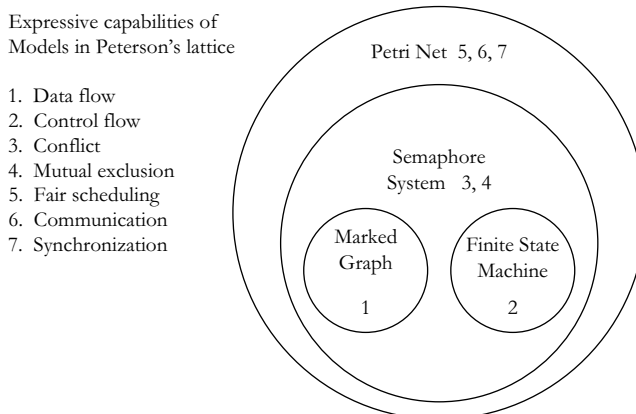 Expressive capabilities of
Models in Peterson’s lattice
1. Data flow
2. Control flow
3. Conflict
4. Mutual exclusion
5. Fair scheduling
6. Communication
7. Synchronization
Petri Net 5, 6, 7
Semaphore
System 3, 4
Marked
Graph
1
Finite State
Machine
2